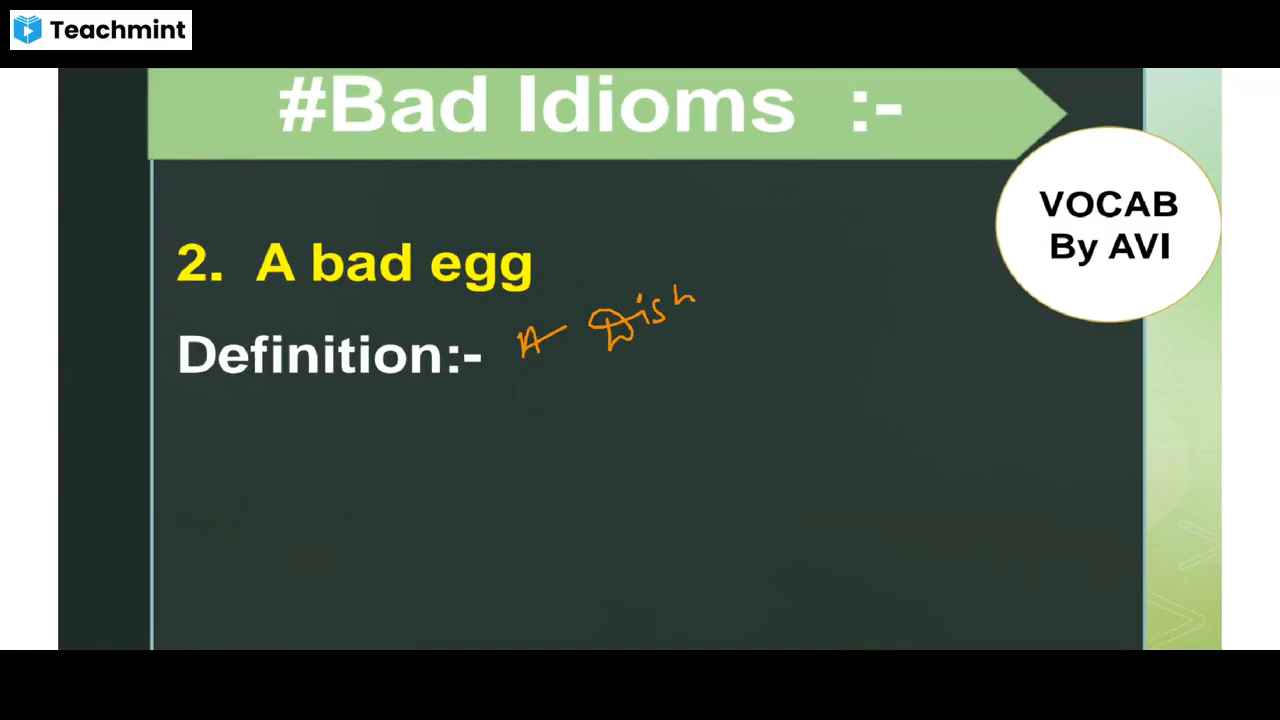 Teachmint
#Bad Idioms :-
VOCAB
By AVI
2. A bad egg
Definition:- A Dish